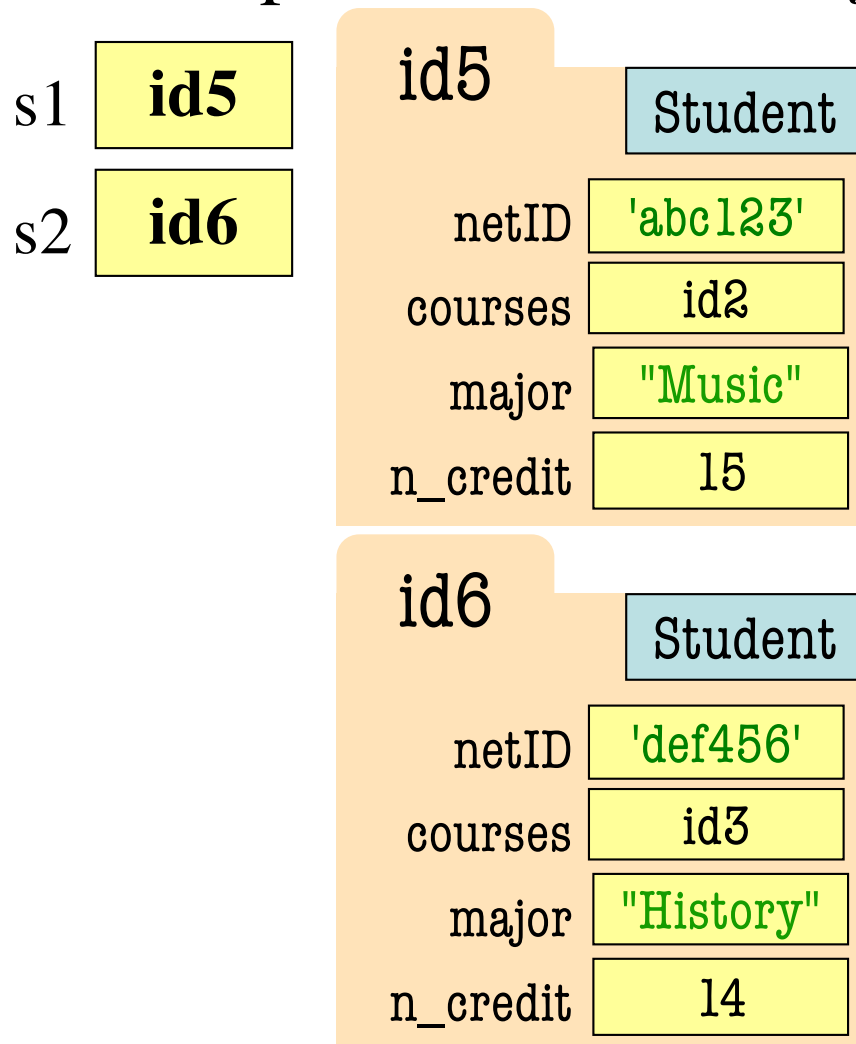 s1 id5
s2 id6
id5
Student
netID 'abc123'
courses id2
major "Music"
n_credit 15
id6
Student
netID 'def456'
courses id3
major "History"
n_credit 14